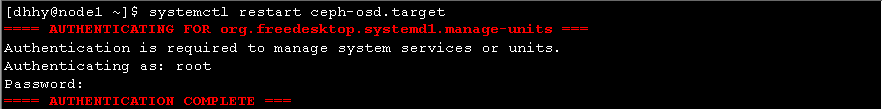 [dhhy@node1 ~]$ systemctl restart ceph-osd.target
==== AUTHENTICATING FOR org.freedesktop.systemd1.manage-units ===
Authentication is required to manage system services or units.
Authenticating as: root
Password:
==== AUTHENTICATION COMPLETE ===